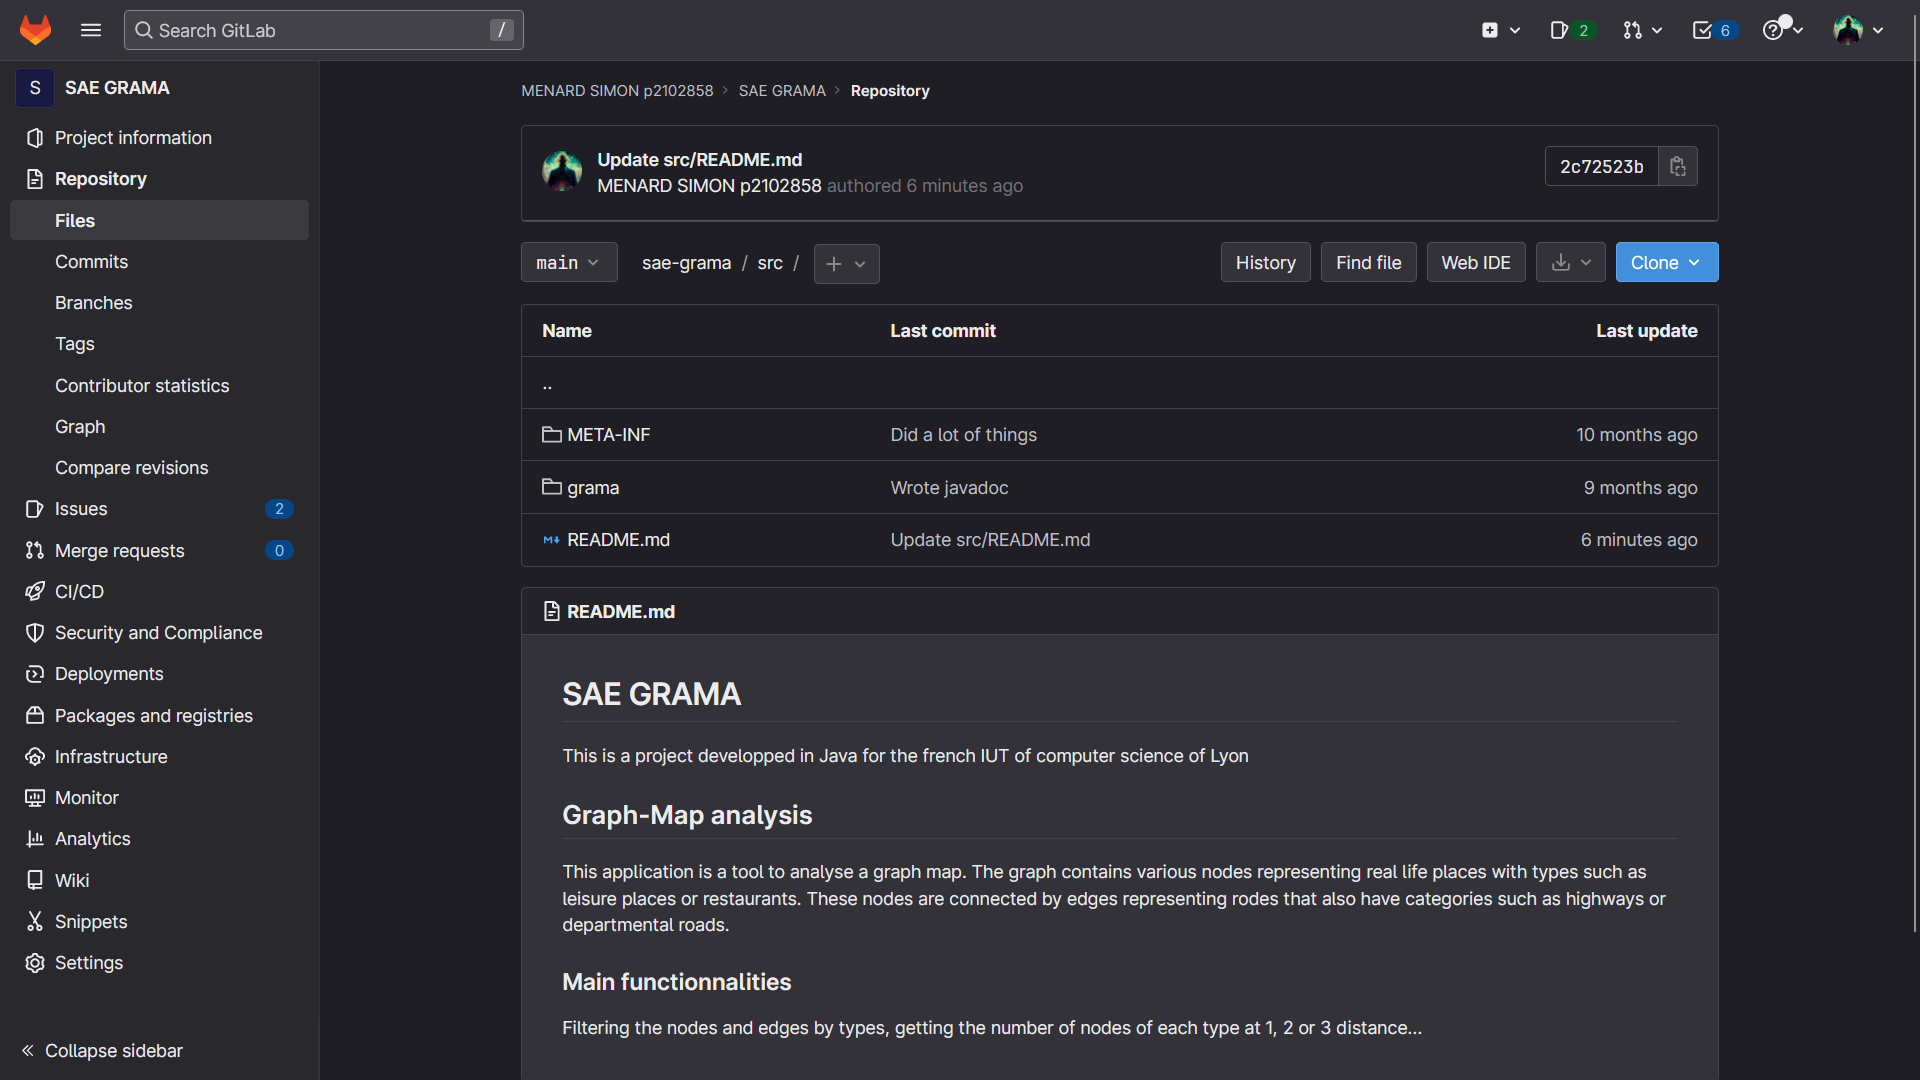 Search GitLab /
2
6
S SAE GRAMA
Project information
Repository
Files
Commits
Branches
Tags
Contributor statistics
Graph
Compare revisions
Issues 2
Merge requests 0
CI/CD
Security and Compliance
Deployments
Packages and registries
Infrastructure
Monitor
Analytics
Wiki
Snippets
Settings
Collapse sidebar
MENARD SIMON p2102858 › SAE GRAMA › Repository
Update src/README.md
MENARD SIMON p2102858 authored 6 minutes ago
2c72523b
main sae-grama / src / + History Find file Web IDE Clone
Name Last commit Last update
..
META-INF Did a lot of things 10 months ago
grama Wrote javadoc 9 months ago
README.md Update src/README.md 6 minutes ago
README.md
SAE GRAMA
This is a project developped in Java for the french IUT of computer science of Lyon
Graph-Map analysis
This application is a tool to analyse a graph map. The graph contains various nodes representing real life places with types such as
leisure places or restaurants. These nodes are connected by edges representing rodes that also have categories such as highways or
departmental roads.
Main functionnalities
Filtering the nodes and edges by types, getting the number of nodes of each type at 1, 2 or 3 distance...